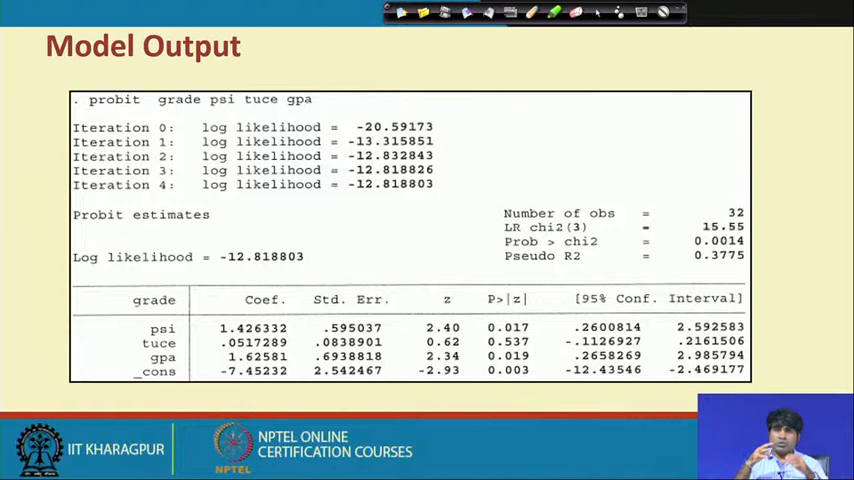 Model Output
. probit grade psi tuce gpa
Iteration 0: log likelihood = -20.59173
Iteration 1: log likelihood = -13.315851
Iteration 2: log likelihood = -12.832843
Iteration 3: log likelihood = -12.818826
Iteration 4: log likelihood = -12.818803
Probit estimates Number of obs = 32
LR chi2(3) = 15.55
Prob > chi2 = 0.0014
Log likelihood = -12.818803 Pseudo R2 = 0.3775
grade Coef. Std. Err. z P>|z| [95% Conf. Interval]
psi 1.426332 .595037 2.40 0.017 .2600814 2.592583
tuce .0517289 .0838901 0.62 0.537 -.1126927 .2161506
gpa 1.62581 .6938818 2.34 0.019 .2658269 2.985794
_cons -7.45232 2.542467 -2.93 0.003 -12.43546 -2.469177
IIT KHARAGPUR
NPTEL
NPTEL ONLINE
CERTIFICATION COURSES